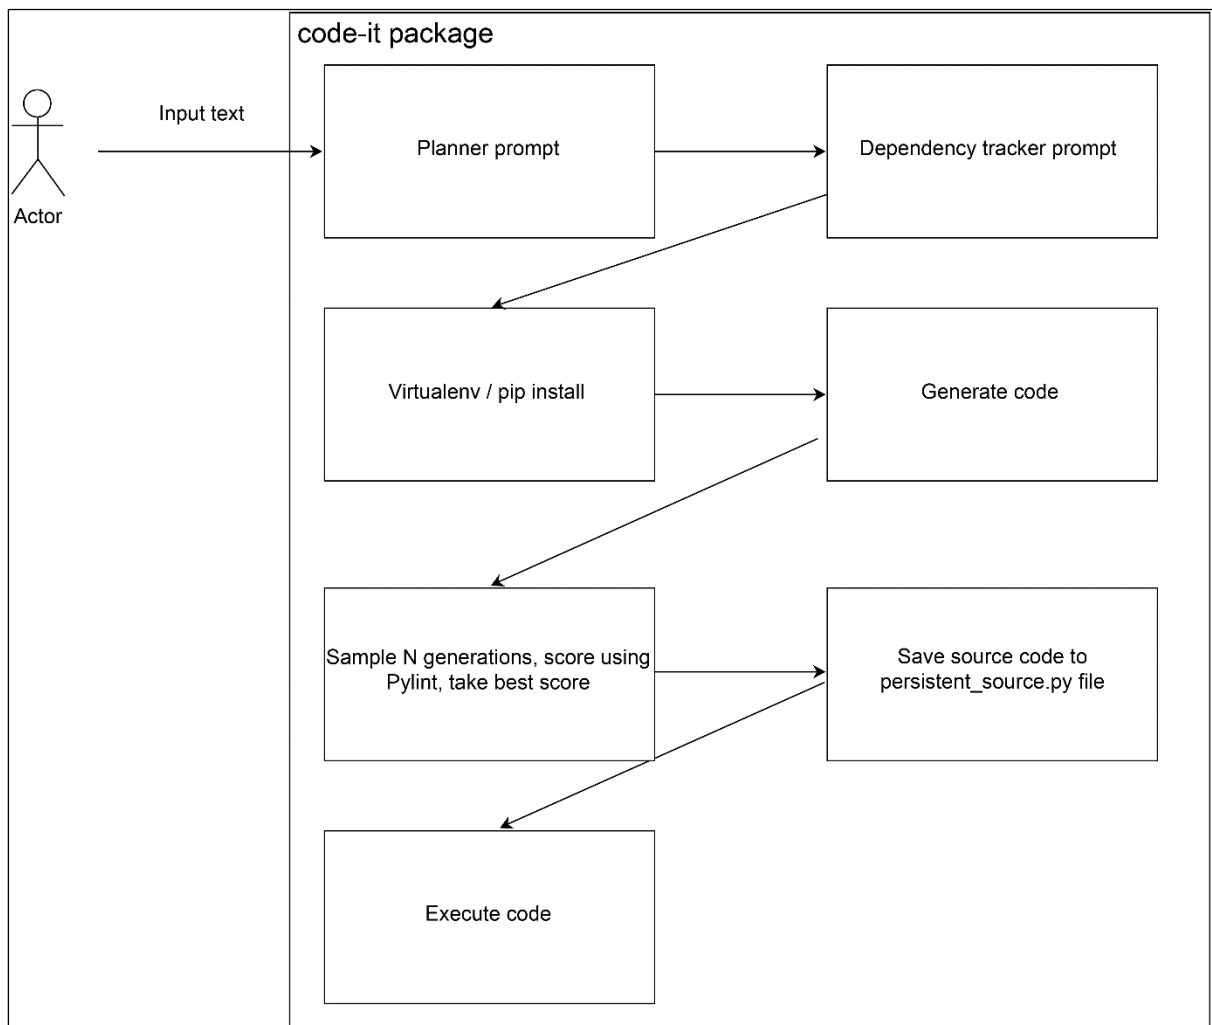 code-it package
Input text
Actor
Planner prompt
Dependency tracker prompt
Virtualenv / pip install
Generate code
Sample N generations, score using
Pylint, take best score
Save source code to
persistent_source.py file
Execute code